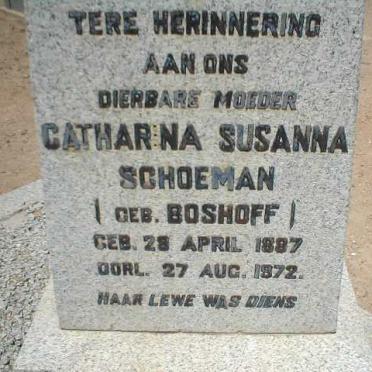 TERE HERINNERING
AAN ONS
DIERBARE MOEDER
CATHARINA SUSANNA
SCHOEMAN
( GEB. BOSHOFF )
GEB. 28 APRIL 1887
OORL. 27 AUG. 1972.
HAAR LEWE WAS DIENS